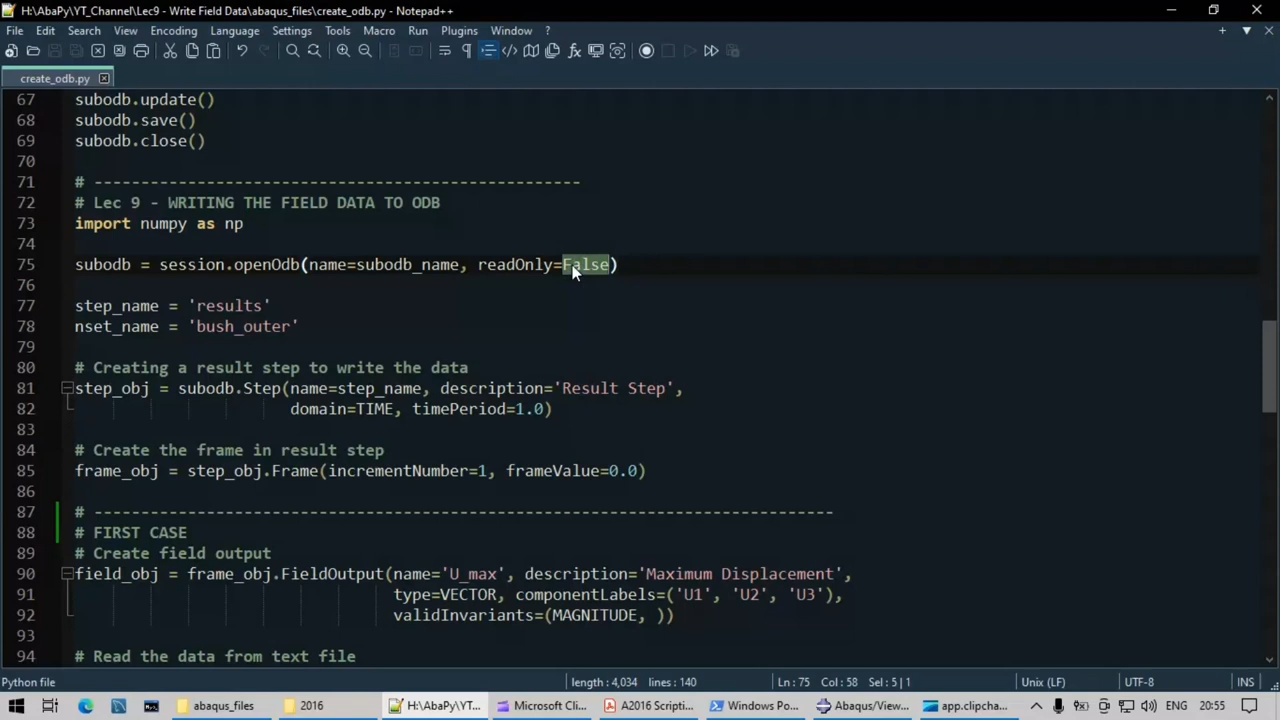 H:\AbaPy\YT_Channel\Lec9 - Write Field Data\abaqus_files\create_odb.py - Notepad++
File Edit Search View Encoding Language Settings Tools Macro Run Plugins Window ?
create_odb.py
67 subodb.update()
68 subodb.save()
69 subodb.close()
70
71 # ----------------------------------------------------
72 # Lec 9 - WRITING THE FIELD DATA TO ODB
73 import numpy as np
74
75 subodb = session.openOdb(name=subodb_name, readOnly=False)
76
77 step_name = 'results'
78 nset_name = 'bush_outer'
79
80 # Creating a result step to write the data
81 step_obj = subodb.Step(name=step_name, description='Result Step',
82 domain=TIME, timePeriod=1.0)
83
84 # Create the frame in result step
85 frame_obj = step_obj.Frame(incrementNumber=1, frameValue=0.0)
86
87 # -------------------------------------------------------------------------------
88 # FIRST CASE
89 # Create field output
90 field_obj = frame_obj.FieldOutput(name='U_max', description='Maximum Displacement',
91 type=VECTOR, componentLabels=('U1', 'U2', 'U3'),
92 validInvariants=(MAGNITUDE, ))
93
94 # Read the data from text file
Python file length : 4,034 lines : 140 Ln : 75 Col : 58 Sel : 5 | 1 Unix (LF) UTF-8 INS
abaqus_files 2016 H:\AbaPy\YT... Microsoft Cli... A2016 Scripti... Windows Po... Abaqus/View... app.clipcha... ENG 20:55